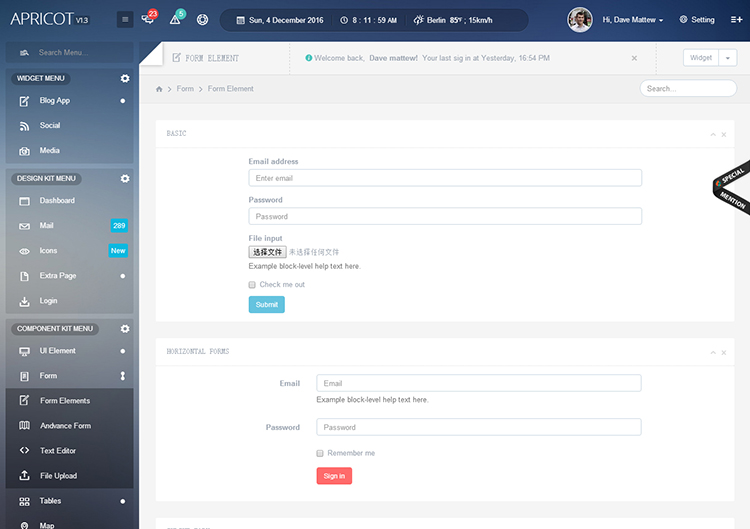 APRICOT V1.3
23
5
Sun, 4 December 2016
8 : 11 : 59 AM
Berlin 85°F ; 15km/h
Hi, Dave Mattew
Setting
Search Menu...
WIDGET MENU
Blog App
Social
Media
DESIGN KIT MENU
Dashboard
Mail
289
Icons
New
Extra Page
Login
COMPONENT KIT MENU
UI Element
Form
Form Elements
Andvance Form
Text Editor
File Upload
Tables
Map
FORM ELEMENT
Welcome back, Dave mattew! Your last sig in at Yesterday, 16:54 PM
Widget
Form
Form Element
Search...
BASIC
Email address
Enter email
Password
Password
File input
选择文件 未选择任何文件
Example block-level help text here.
Check me out
Submit
SPECIAL
MENTION
HORIZONTAL FORMS
Email
Email
Example block-level help text here.
Password
Password
Remember me
Sign in